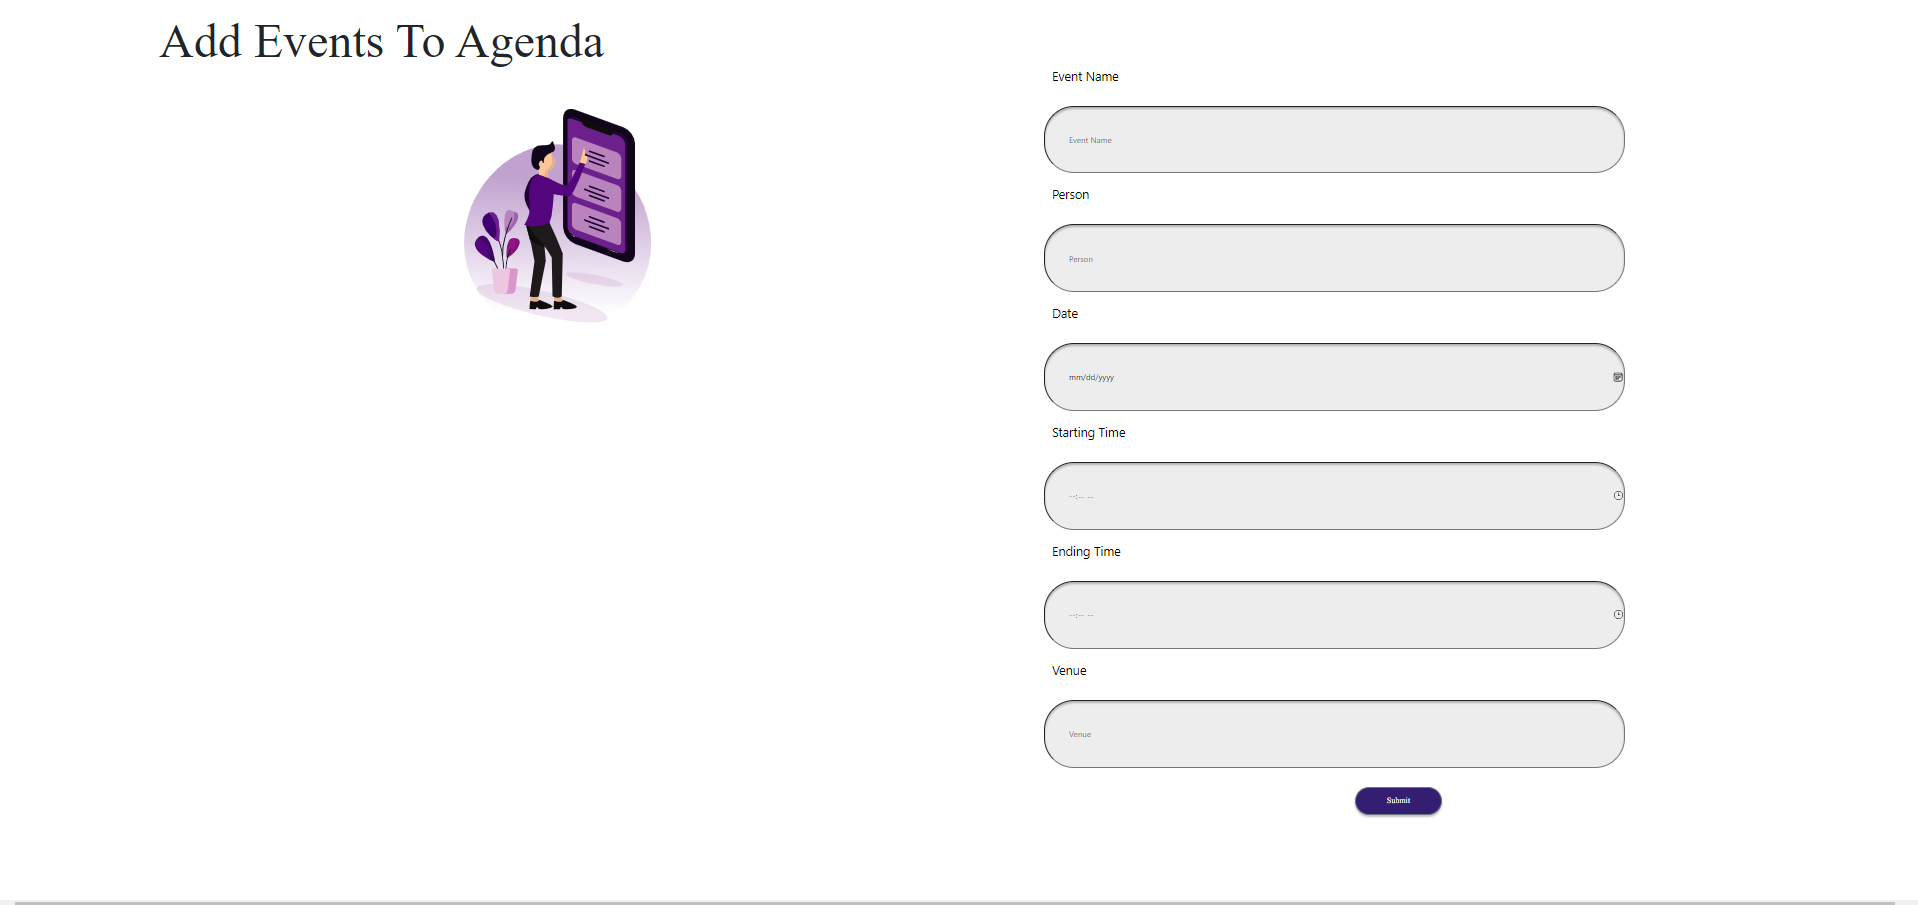 Add Events To Agenda
Event Name
Event Name
Person
Person
Date
mm/dd/yyyy
Starting Time
--:-- --
Ending Time
--:-- --
Venue
Venue
Submit